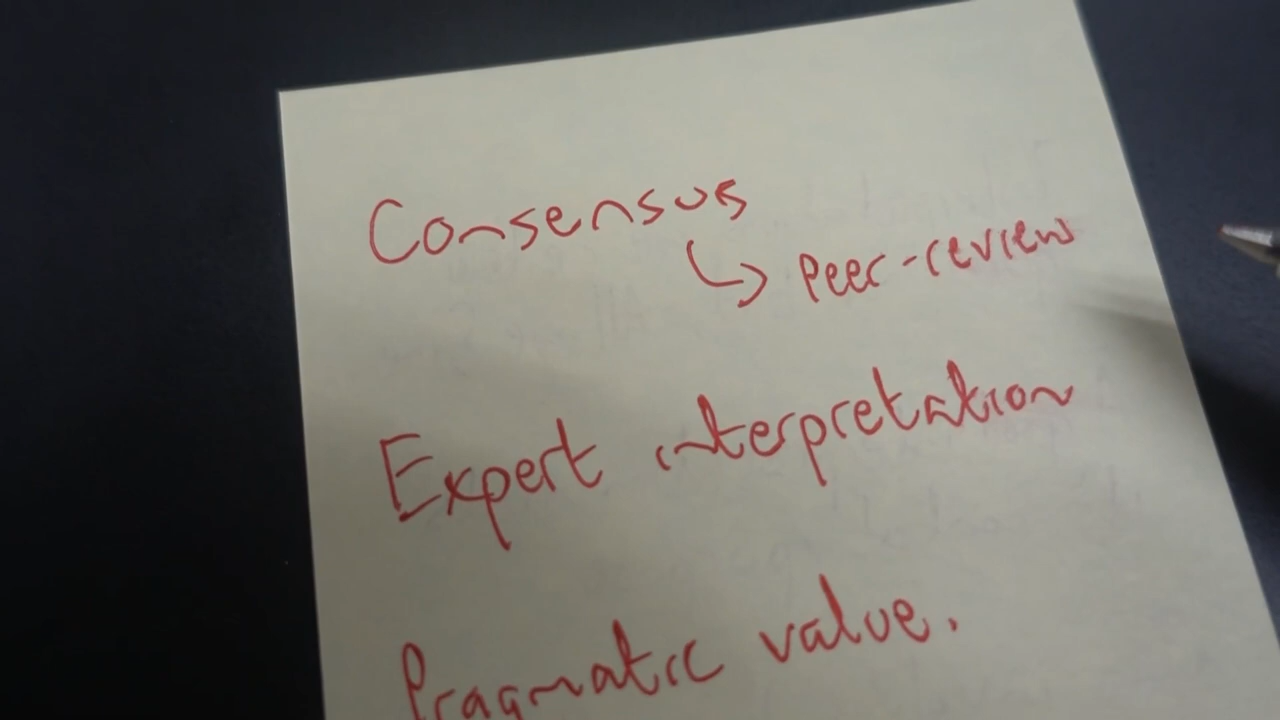 Consensus
↳ peer-review
Expert interpretation
Pragmatic value.